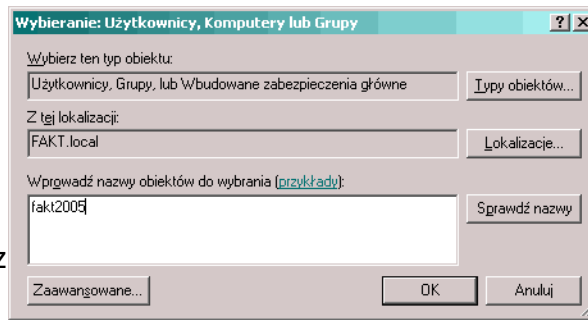 Wybieranie: Użytkownicy, Komputery lub Grupy
Wybierz ten typ obiektu:
Użytkownicy, Grupy, lub Wbudowane zabezpieczenia główne
Typy obiektów...
Z tej lokalizacji:
FAKT.local
Lokalizacje...
Wprowadź nazwy obiektów do wybrania (przykłady):
fakt2005
Sprawdź nazwy
z
Zaawansowane...
OK
Anuluj